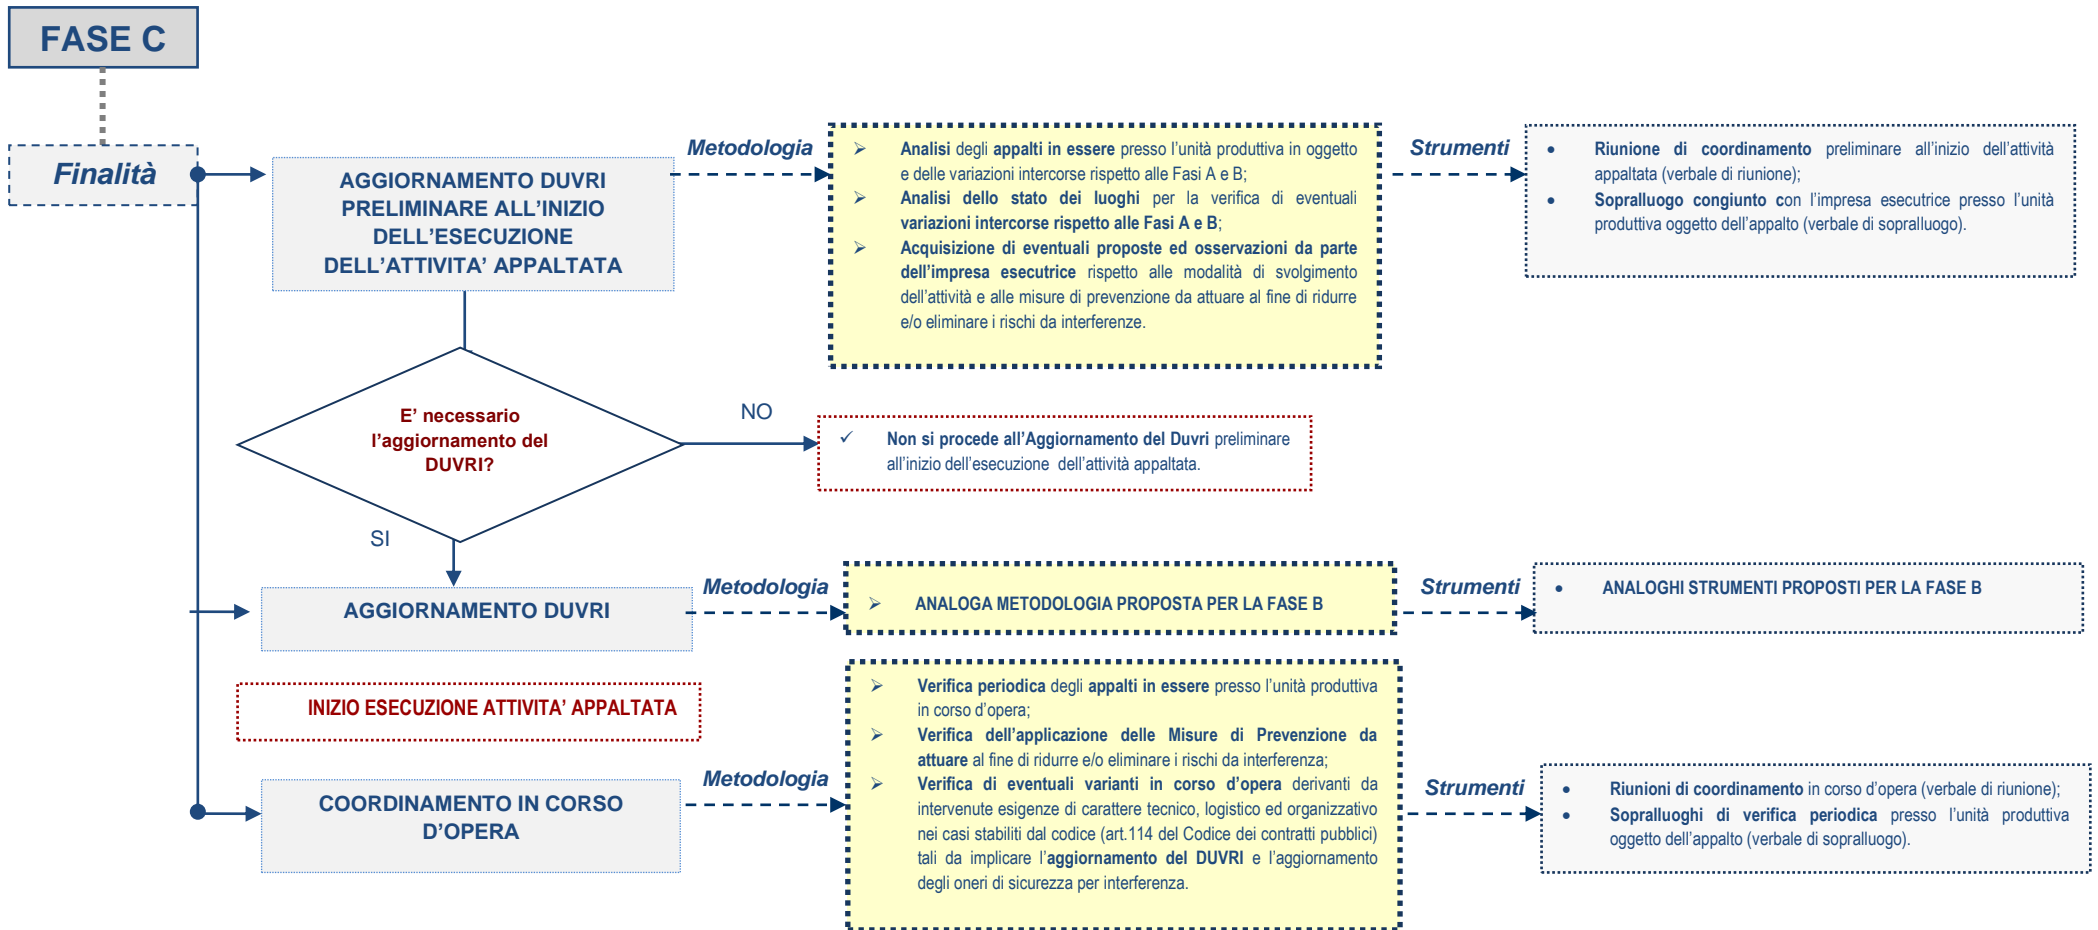 FASE C
Finalità
AGGIORNAMENTO DUVRI
PRELIMINARE ALL'INIZIO
DELL'ESECUZIONE
DELL'ATTIVITA' APPALTATA
Metodologia
➢ Analisi degli appalti in essere presso l'unità produttiva in oggetto
e delle variazioni intercorse rispetto alle Fasi A e B;
➢ Analisi dello stato dei luoghi per la verifica di eventuali
variazioni intercorse rispetto alle Fasi A e B;
➢ Acquisizione di eventuali proposte ed osservazioni da parte
dell'impresa esecutrice rispetto alle modalità di svolgimento
dell'attività e alle misure di prevenzione da attuare al fine di ridurre
e/o eliminare i rischi da interferenze.
Strumenti
• Riunione di coordinamento preliminare all'inizio dell'attività
appaltata (verbale di riunione);
• Sopralluogo congiunto con l'impresa esecutrice presso l'unità
produttiva oggetto dell'appalto (verbale di sopralluogo).
E' necessario
l'aggiornamento del
DUVRI?
NO
✓ Non si procede all'Aggiornamento del Duvri preliminare
all'inizio dell'esecuzione dell'attività appaltata.
SI
AGGIORNAMENTO DUVRI
Metodologia
➢ ANALOGA METODOLOGIA PROPOSTA PER LA FASE B
Strumenti
• ANALOGHI STRUMENTI PROPOSTI PER LA FASE B
INIZIO ESECUZIONE ATTIVITA' APPALTATA
COORDINAMENTO IN CORSO
D'OPERA
Metodologia
➢ Verifica periodica degli appalti in essere presso l'unità produttiva
in corso d'opera;
➢ Verifica dell'applicazione delle Misure di Prevenzione da
attuare al fine di ridurre e/o eliminare i rischi da interferenza;
➢ Verifica di eventuali varianti in corso d'opera derivanti da
intervenute esigenze di carattere tecnico, logistico ed organizzativo
nei casi stabiliti dal codice (art.114 del Codice dei contratti pubblici)
tali da implicare l'aggiornamento del DUVRI e l'aggiornamento
degli oneri di sicurezza per interferenza.
Strumenti
• Riunioni di coordinamento in corso d'opera (verbale di riunione);
• Sopralluoghi di verifica periodica presso l'unità produttiva
oggetto dell'appalto (verbale di sopralluogo).